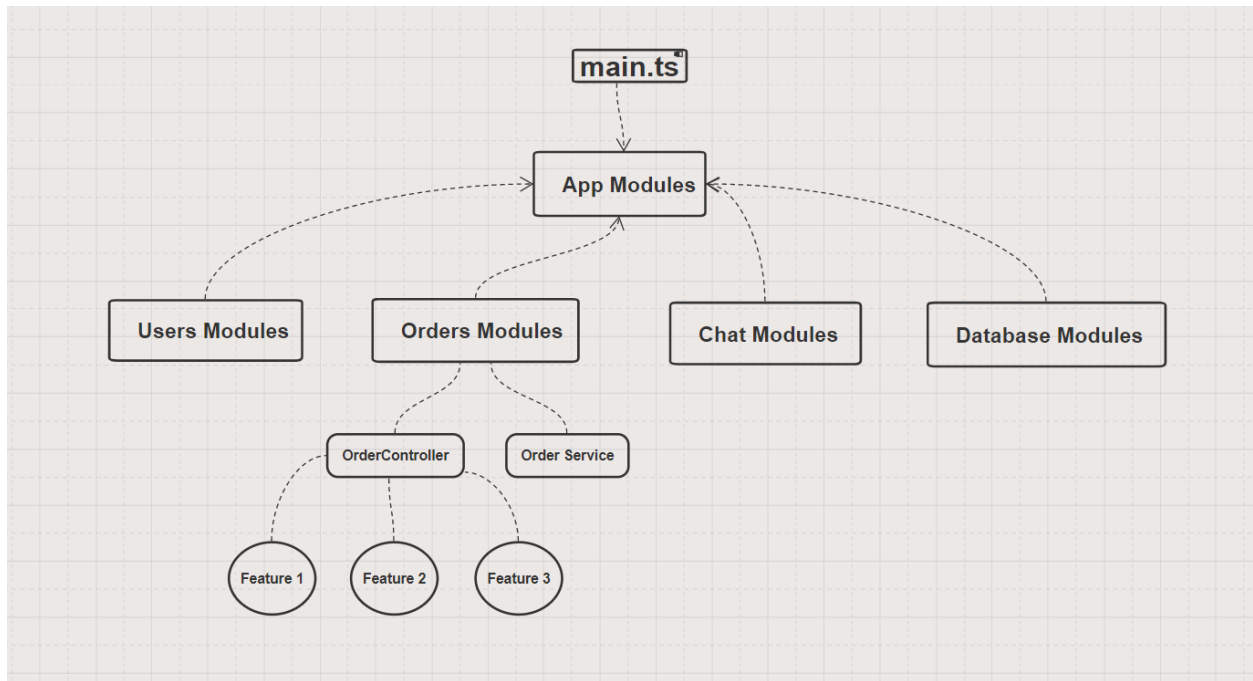 main.ts
App Modules
Users Modules
Orders Modules
Chat Modules
Database Modules
OrderController
Order Service
Feature 1
Feature 2
Feature 3